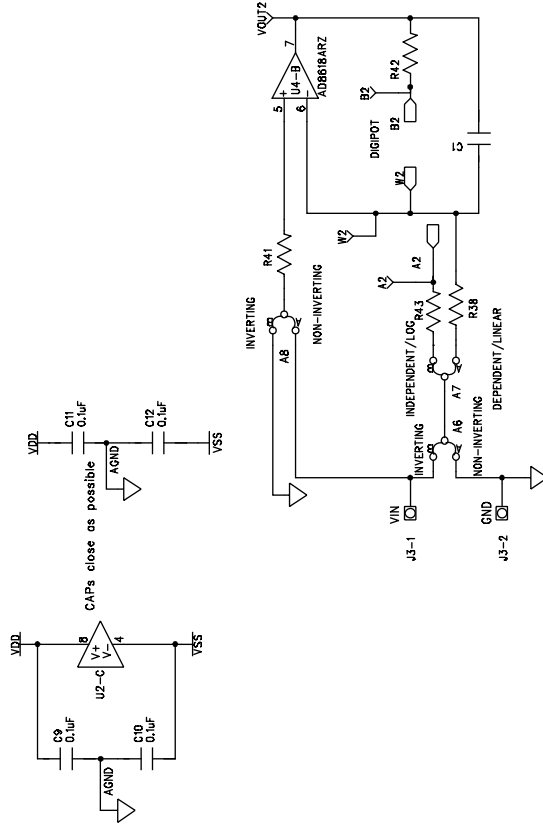 VDD
C9
0.1uF
AGND
C10
0.1uF
8
V+
V-
4
U2-C
VSS
CAPs close as possible
VDD
C11
0.1uF
AGND
C12
0.1uF
VSS
VIN
J3-1
GND
J3-2
INVERTING
B
A
A6
NON-INVERTING
INDEPENDENT/LOG
B
A
A7
DEPENDENT/LINEAR
R43
R38
A2
A2
INVERTING
B
A
A8
NON-INVERTING
R41
W2
W2
DIGIPOT
B2
B2
R42
C1
5
6
+
-
U4-B
7
AD8618ARZ
VOUT2